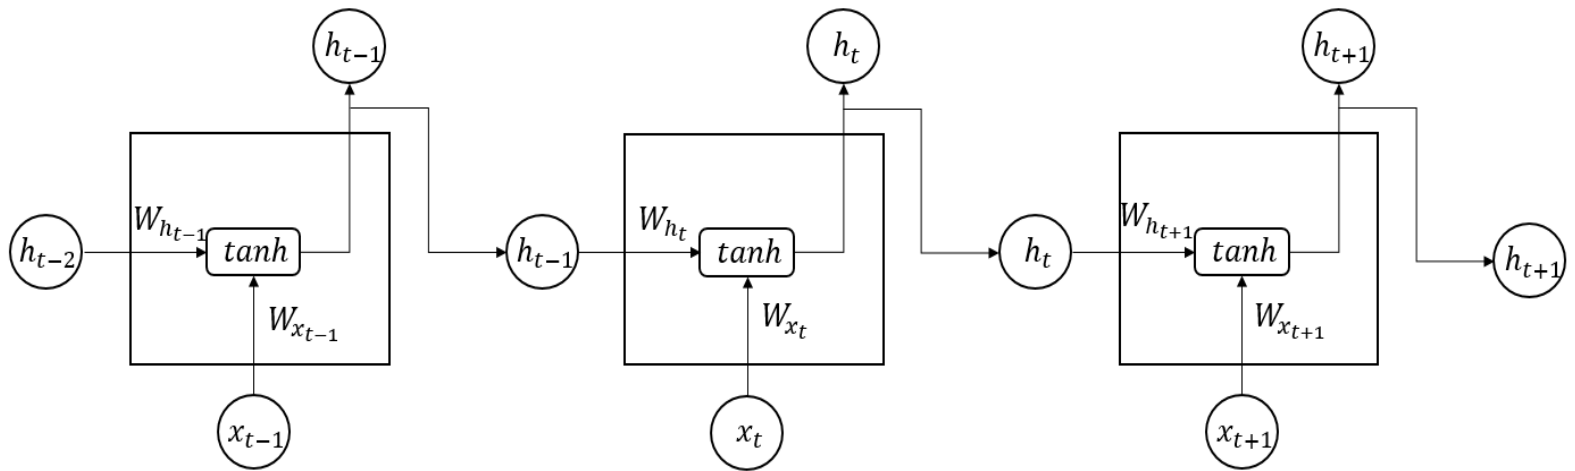 h_{t−1}
h_t
h_{t+1}
W_{h_{t−1}}
W_{h_t}
W_{h_{t+1}}
h_{t−2}
tanh
h_{t−1}
tanh
h_t
tanh
h_{t+1}
W_{x_{t−1}}
W_{x_t}
W_{x_{t+1}}
x_{t−1}
x_t
x_{t+1}